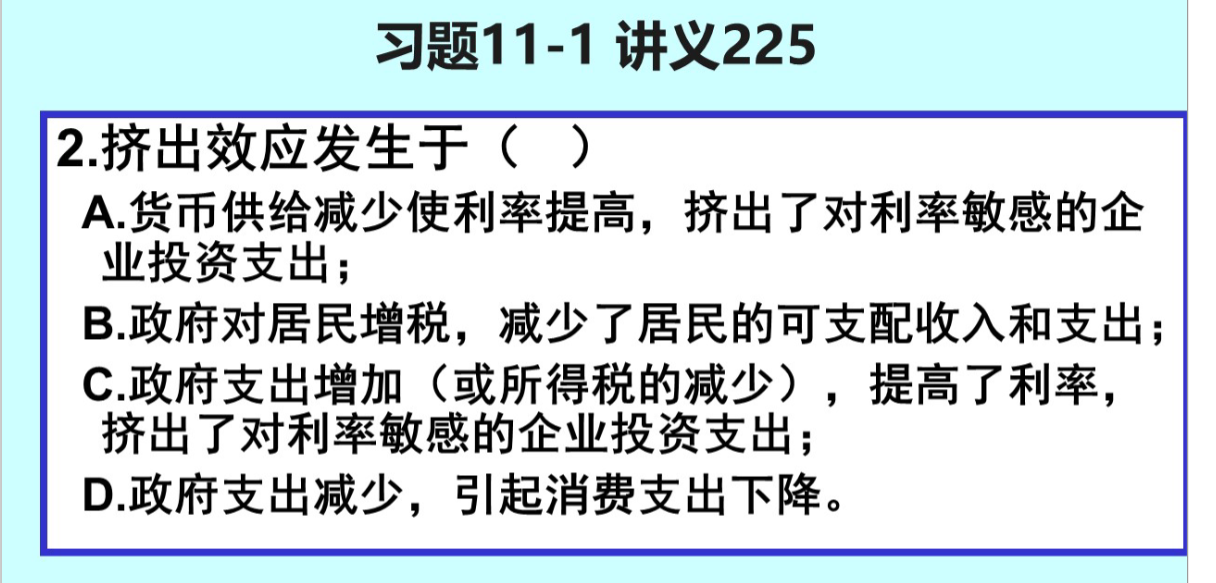 习题11-1 讲义225
2.挤出效应发生于（ ）
A.货币供给减少使利率提高，挤出了对利率敏感的企
业投资支出；
B.政府对居民增税，减少了居民的可支配收入和支出；
C.政府支出增加（或所得税的减少），提高了利率，
挤出了对利率敏感的企业投资支出；
D.政府支出减少，引起消费支出下降。